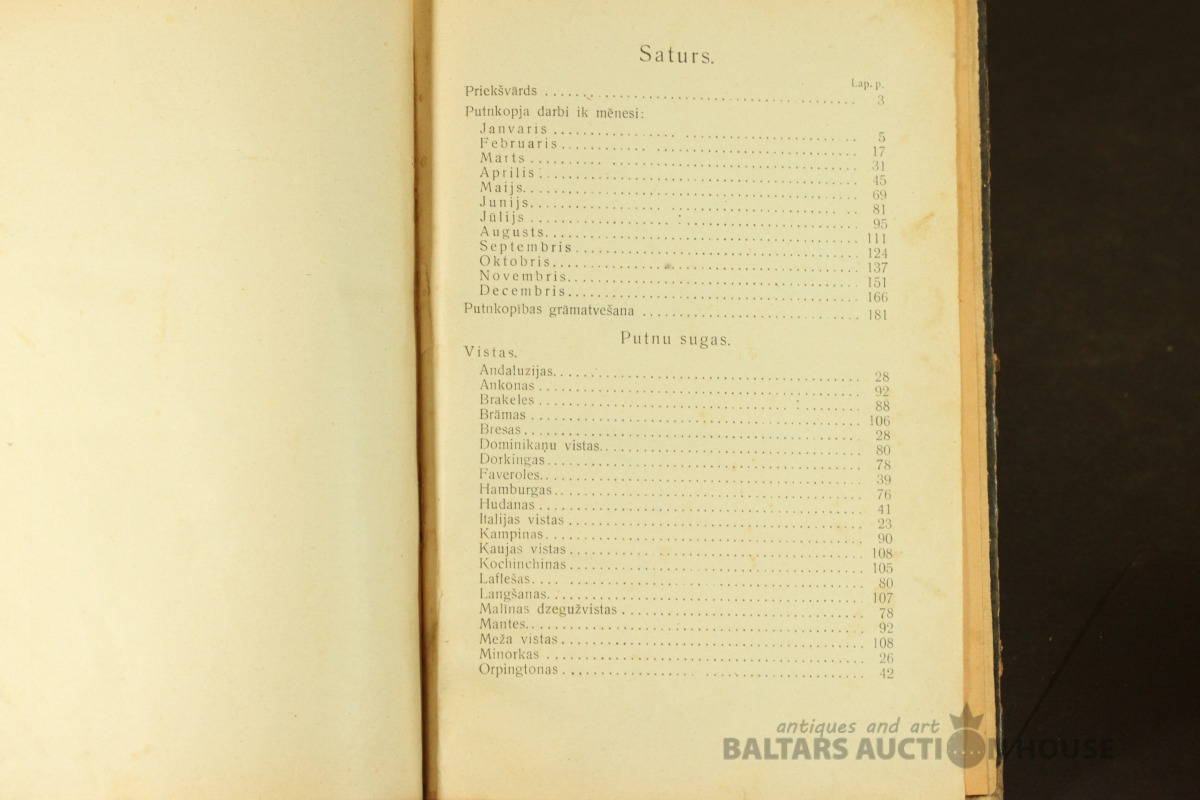 Saturs.
Lap. p.
Priekšvārds . . . . . . . . . . 3
Putnkopja darbi ik mēnesi:
Janvaris . . . . . . . . . . 5
Februaris . . . . . . . . . . 17
Marts . . . . . . . . . . 31
Aprilis . . . . . . . . . . 45
Maijs . . . . . . . . . . 69
Junijs . . . . . . . . . . 81
Jūlijs . . . . . . . . . . 95
Augusts . . . . . . . . . . 111
Septembris . . . . . . . . . . 124
Oktobris . . . . . . . . . . 137
Novembris . . . . . . . . . . 151
Decembris . . . . . . . . . . 166
Putnkopības grāmatvešana . . . . . . . . . . 181
Putnu sugas.
Vistas.
Andaluzijas . . . . . . . . . . 28
Ankonas . . . . . . . . . . 92
Brakeles . . . . . . . . . . 88
Brāmas . . . . . . . . . . 106
Bresas . . . . . . . . . . 28
Dominikaņu vistas . . . . . . . . . . 80
Dorkingas . . . . . . . . . . 78
Faveroles . . . . . . . . . . 39
Hamburgas . . . . . . . . . . 76
Hudanas . . . . . . . . . . 41
Italijas vistas . . . . . . . . . . 23
Kampinas . . . . . . . . . . 90
Kaujas vistas . . . . . . . . . . 108
Kochinchinas . . . . . . . . . . 105
Laflešas . . . . . . . . . . 80
Langšanas . . . . . . . . . . 107
Malīnas dzegužvistas . . . . . . . . . . 78
Mantes . . . . . . . . . . 92
Meža vistas . . . . . . . . . . 108
Minorkas . . . . . . . . . . 26
Orpingtonas . . . . . . . . . . 42
antiques and art
BALTARS AUCTION HOUSE